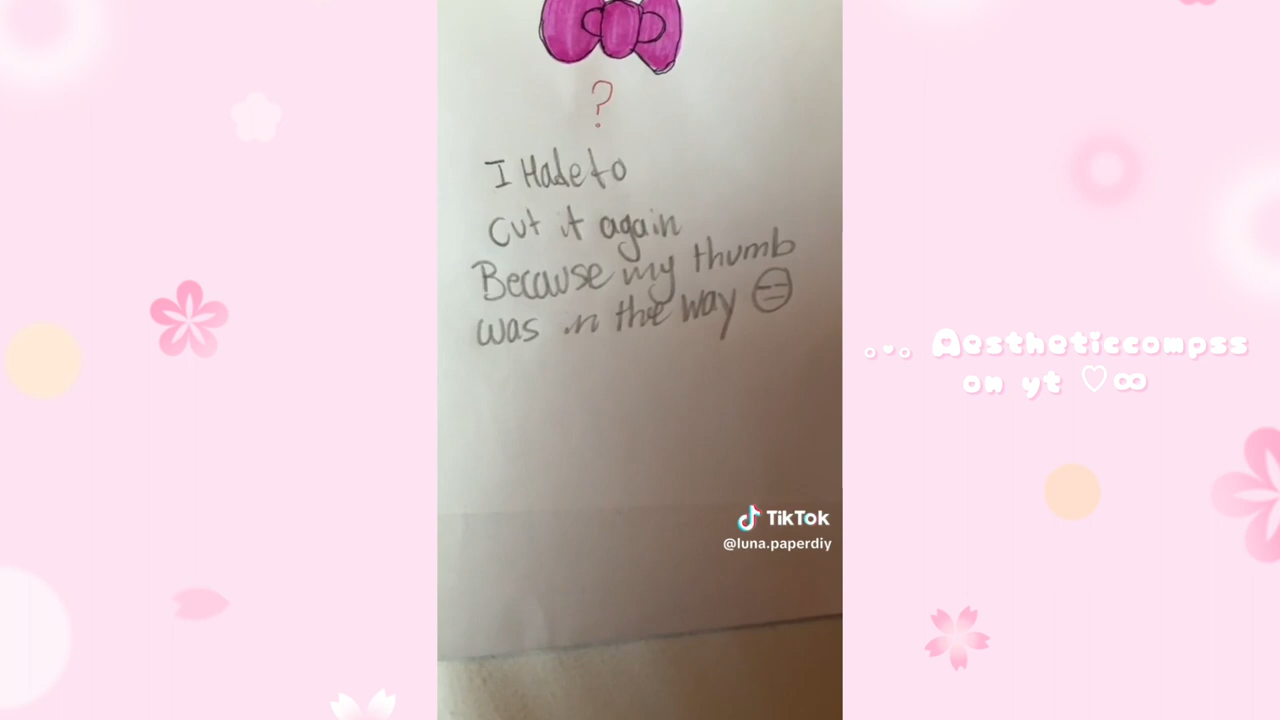 ?
I Hade to
cut it again
Because my thumb
was in the way
TikTok
@luna.paperdiy
Aestheticcompss
on yt ♡∞